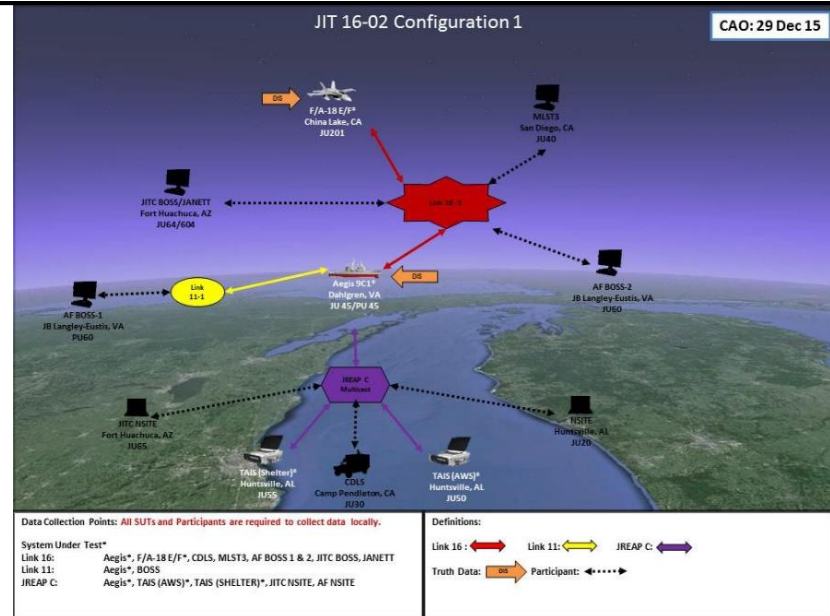 JIT 16-02 Configuration 1
CAO: 29 Dec 15
DIS
F/A-18 E/F*
China Lake, CA
JU201
MLST3
San Diego, CA
JU40
JITC BOSS/JANETT
Fort Huachuca, AZ
JU64/604
Link 16
Link
11-1
AF BOSS-1
JB Langley-Eustis, VA
PU60
Aegis 9C1*
Dahlgren, VA
JU 45/PU 45
DIS
AF BOSS-2
JB Langley-Eustis, VA
JU60
JREAP C
Multicast
JITC NSITE
Fort Huachuca, AZ
JU65
NSITE
Huntsville, AL
JU20
TAIS (Shelter)*
Huntsville, AL
JU55
CDLS
Camp Pendleton, CA
JU30
TAIS (AWS)*
Huntsville, AL
JU50
Data Collection Points: All SUTs and Participants are required to collect data locally.
System Under Test*
Link 16: Aegis*, F/A-18 E/F*, CDLS, MLST3, AF BOSS 1 & 2, JITC BOSS, JANETT
Link 11: Aegis*, BOSS
JREAP C: Aegis*, TAIS (AWS)*, TAIS (SHELTER)*, JITC NSITE, AF NSITE
Definitions:
Link 16: Link 11: JREAP C:
Truth Data: DIS Participant: